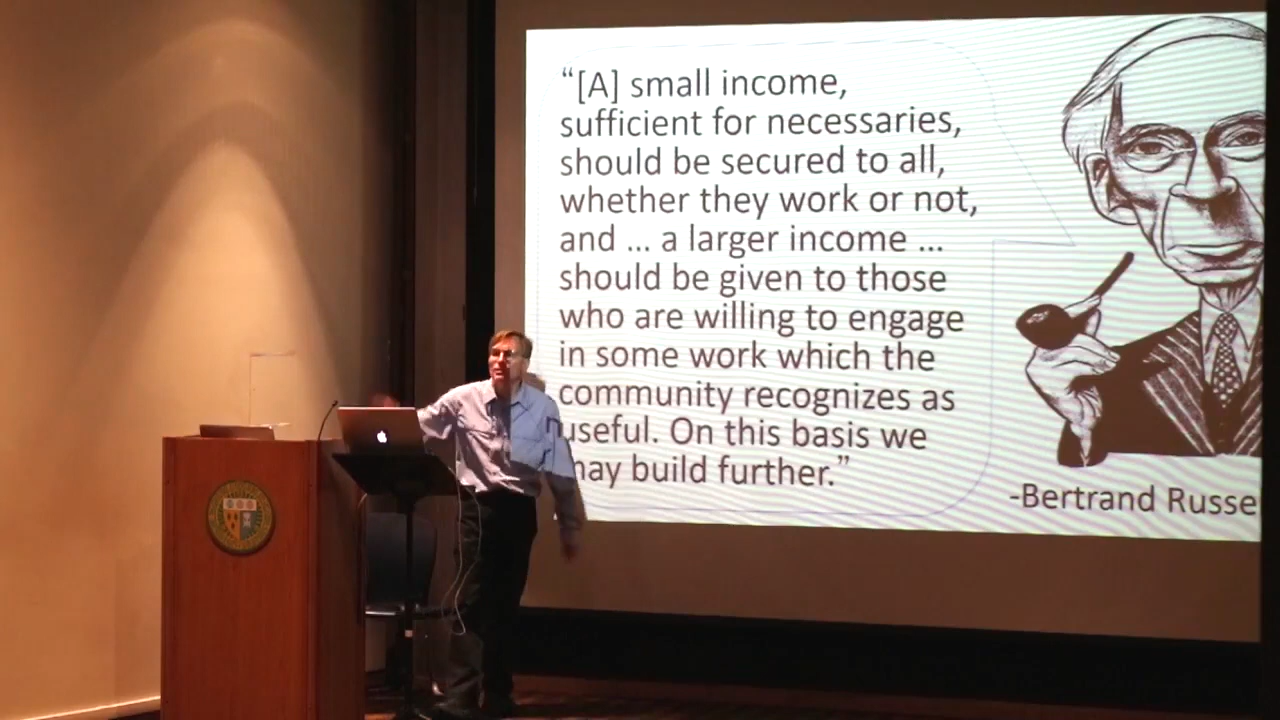 “[A] small income,
sufficient for necessaries,
should be secured to all,
whether they work or not,
and ... a larger income ...
should be given to those
who are willing to engage
in some work which the
community recognizes as
useful. On this basis we
may build further.”
-Bertrand Russe